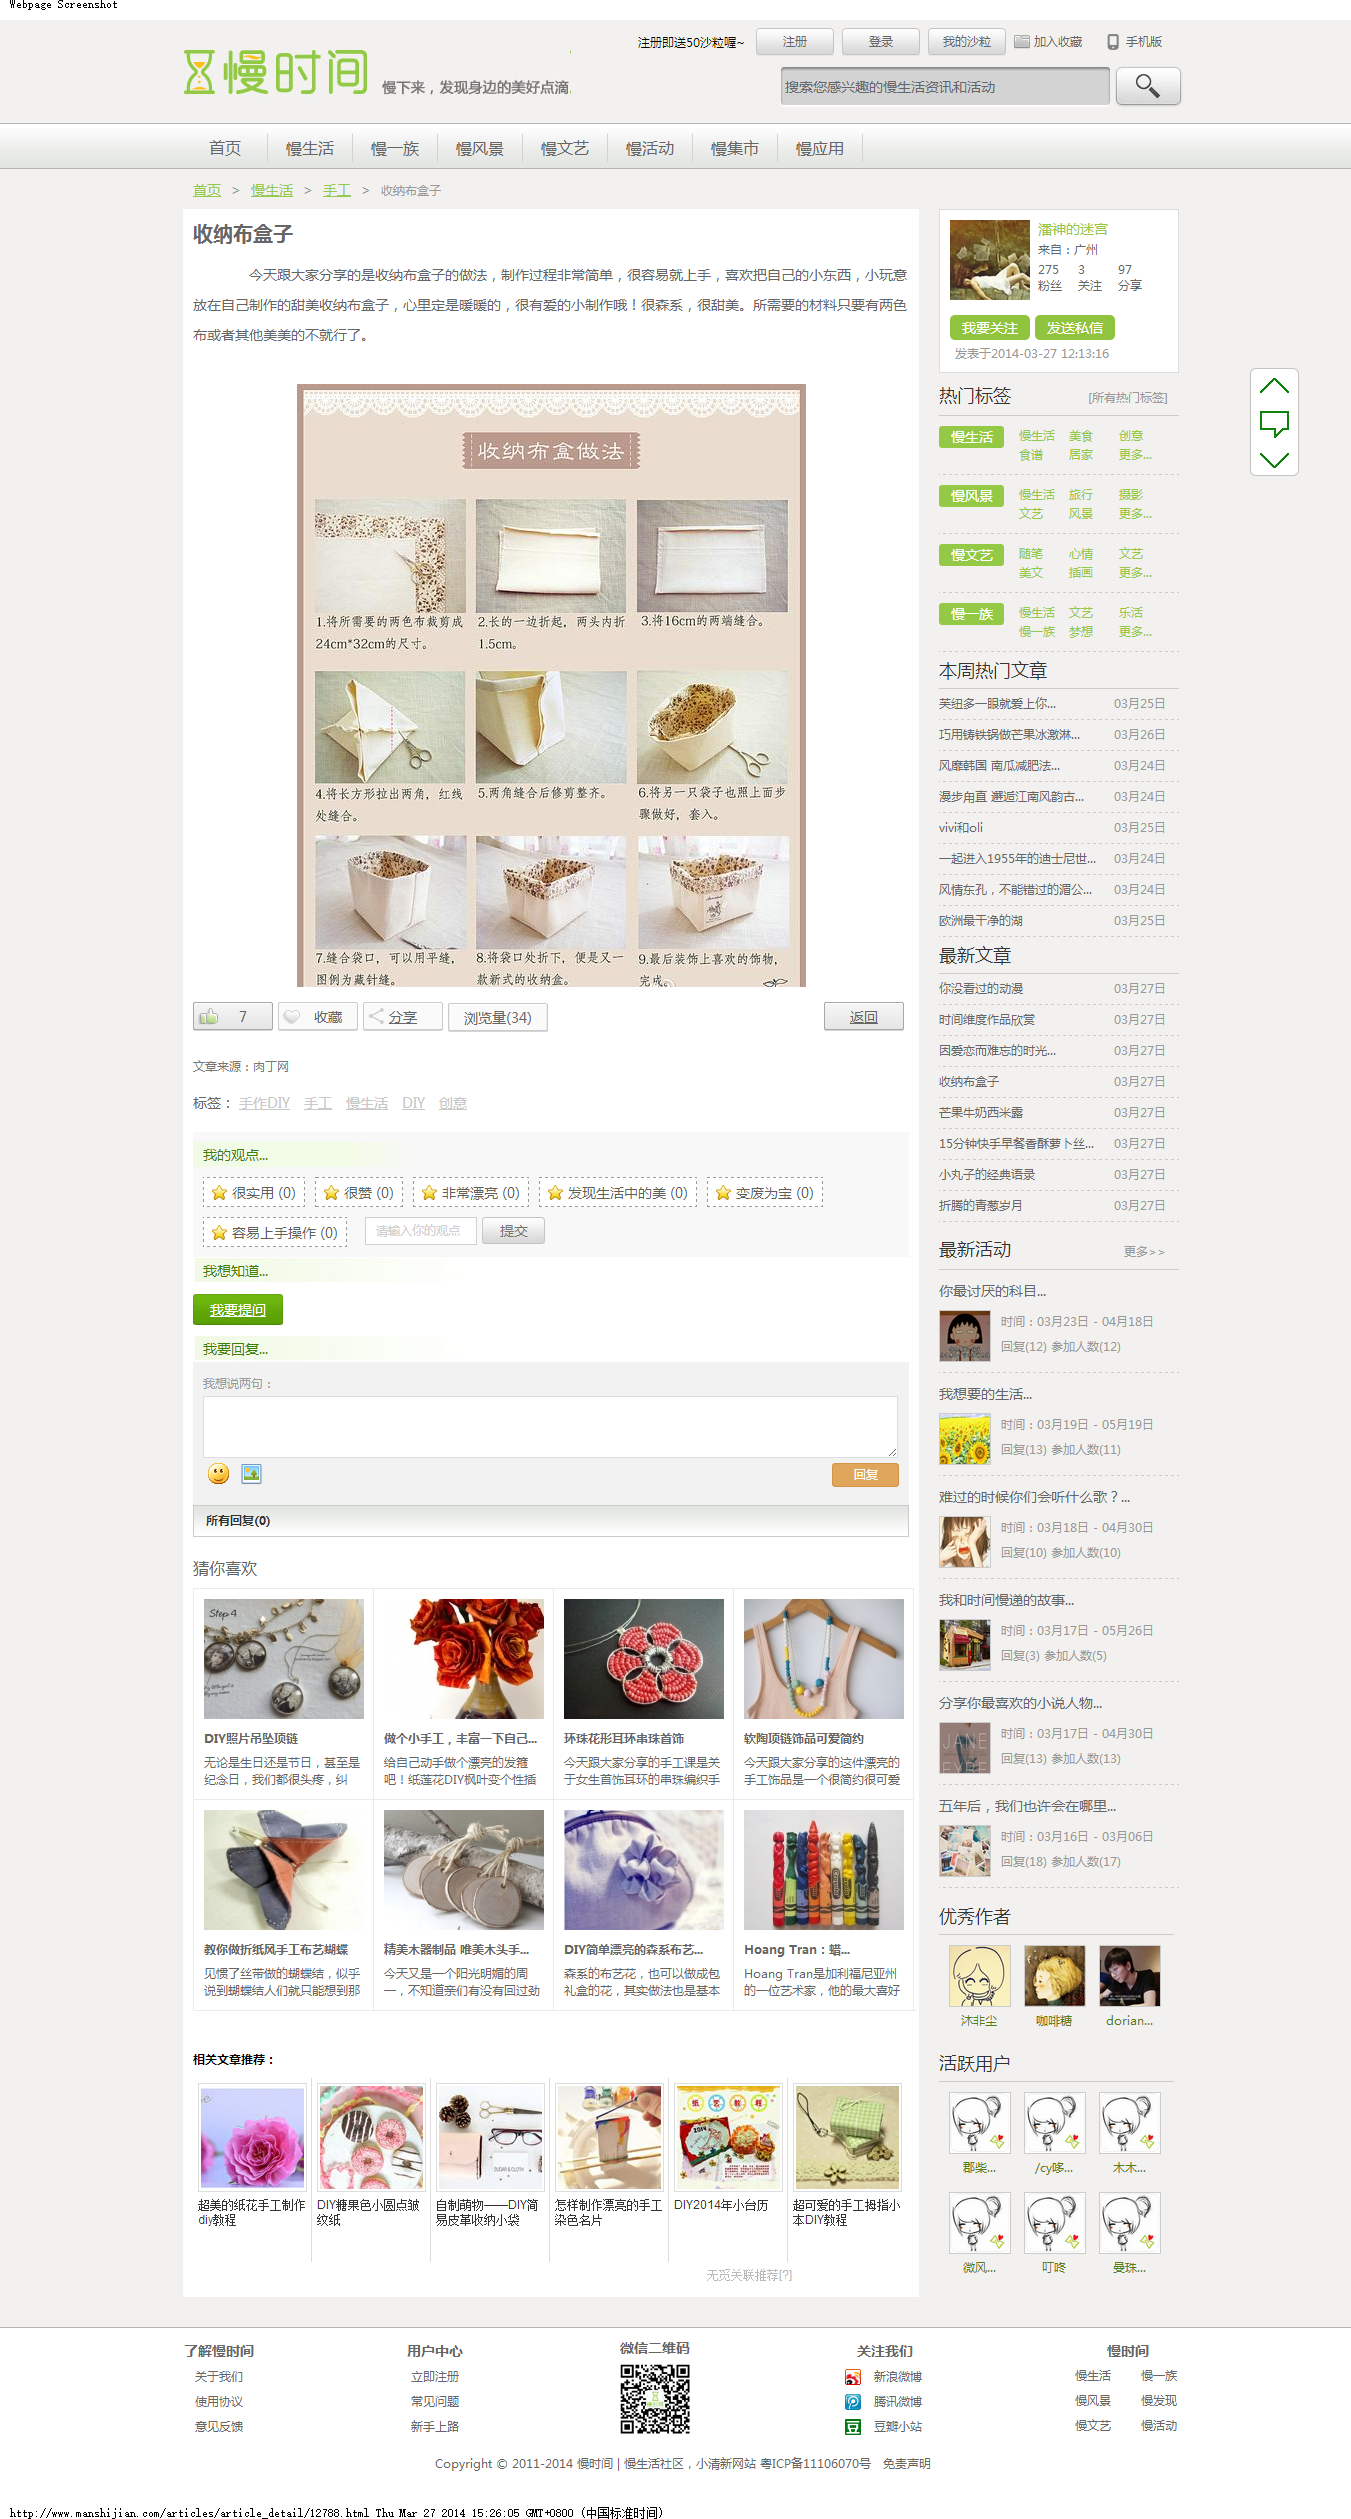 Webpage Screenshot
注册即送50沙粒喔~
注册
登录
我的沙粒
加入收藏
手机版
慢时间
慢下来，发现身边的美好点滴
搜索您感兴趣的慢生活资讯和活动
首页
慢生活
慢一族
慢风景
慢文艺
慢活动
慢集市
慢应用
首页 > 慢生活 > 手工 > 收纳布盒子
收纳布盒子
今天跟大家分享的是收纳布盒子的做法，制作过程非常简单，很容易就上手，喜欢把自己的小东西，小玩意
放在自己制作的甜美收纳布盒子，心里定是暖暖的，很有爱的小制作哦！很森系，很甜美。所需要的材料只要有两色
布或者其他美美的不就行了。
收纳布盒做法
1.将所需要的两色布裁剪成
24cm*32cm的尺寸。
2.长的一边折起，两头内折
1.5cm。
3.将16cm的两端缝合。
4.将长方形拉出两角，红线
处缝合。
5.两角缝合后修剪整齐。
6.将另一只袋子也照上面步
骤做好，套入。
7.缝合袋口，可以用平缝，
图例为藏针缝。
8.将袋口处折下，便是又一
款新式的收纳盒。
9.最后装饰上喜欢的饰物，
完成。
7
收藏
分享
浏览量(34)
返回
文章来源：肉丁网
标签： 手作DIY 手工 慢生活 DIY 创意
我的观点...
很实用 (0)
很赞 (0)
非常漂亮 (0)
发现生活中的美 (0)
变废为宝 (0)
容易上手操作 (0)
请输入你的观点
提交
我想知道...
我要提问
我要回复...
我想说两句：
回复
所有回复(0)
猜你喜欢
Step 4
DIY照片吊坠项链
无论是生日还是节日，甚至是
纪念日，我们都很头疼，纠
做个小手工，丰富一下自己...
给自己动手做个漂亮的发箍
吧！纸莲花DIY枫叶变个性插
环珠花形耳环串珠首饰
今天跟大家分享的手工课是关
于女生首饰耳环的串珠编织手
软陶项链饰品可爱简约
今天跟大家分享的这件漂亮的
手工饰品是一个很简约很可爱
教你做折纸风手工布艺蝴蝶
见惯了丝带做的蝴蝶结，似乎
说到蝴蝶结人们就只能想到那
精美木器制品 唯美木头手...
今天又是一个阳光明媚的周
一，不知道亲们有没有回过劲
DIY简单漂亮的森系布艺...
森系的布艺花，也可以做成包
礼盒的花，其实做法也是基本
Hoang Tran：蜡...
Hoang Tran是加利福尼亚州
的一位艺术家，他的最大喜好
相关文章推荐：
SUGAR&CLOTH
纸艺教程
2014
超美的纸花手工制作
diy教程
DIY糖果色小圆点皱
纹纸
自制萌物——DIY简
易皮革收纳小袋
怎样制作漂亮的手工
染色名片
DIY2014年小台历
超可爱的手工拇指小
本DIY教程
无觅关联推荐[?]
潘神的迷宫
来自：广州
275 3 97
粉丝 关注 分享
我要关注
发送私信
发表于2014-03-27 12:13:16
热门标签
[所有热门标签]
慢生活
慢生活 美食 创意
食谱 居家 更多...
慢风景
慢生活 旅行 摄影
文艺 风景 更多...
慢文艺
随笔 心情 文艺
美文 插画 更多...
慢一族
慢生活 文艺 乐活
慢一族 梦想 更多...
本周热门文章
芙纽多一眼就爱上你... 03月25日
巧用铸铁锅做芒果冰激淋... 03月26日
风靡韩国 南瓜减肥法... 03月24日
漫步甪直 邂逅江南风韵古... 03月24日
vivi和oli 03月25日
一起进入1955年的迪士尼世... 03月24日
风情东孔，不能错过的湄公... 03月24日
欧洲最干净的湖 03月25日
最新文章
你没看过的动漫 03月27日
时间维度作品欣赏 03月27日
因爱恋而难忘的时光... 03月27日
收纳布盒子 03月27日
芒果牛奶西米露 03月27日
15分钟快手早餐香酥萝卜丝... 03月27日
小丸子的经典语录 03月27日
折腾的青葱岁月 03月27日
最新活动
更多>>
你最讨厌的科目...
时间：03月23日 - 04月18日
回复(12) 参加人数(12)
我想要的生活...
时间：03月19日 - 05月19日
回复(13) 参加人数(11)
难过的时候你们会听什么歌？...
时间：03月18日 - 04月30日
回复(10) 参加人数(10)
我和时间慢递的故事...
时间：03月17日 - 05月26日
回复(3) 参加人数(5)
分享你最喜欢的小说人物...
JANE
EYRE
时间：03月17日 - 04月30日
回复(13) 参加人数(13)
五年后，我们也许会在哪里...
时间：03月16日 - 03月06日
回复(18) 参加人数(17)
优秀作者
沐非尘
咖啡糖
dorian...
活跃用户
郡柴...
/cy哆...
木木...
微风...
叮咚
曼珠...
了解慢时间
关于我们
使用协议
意见反馈
用户中心
立即注册
常见问题
新手上路
微信二维码
关注我们
新浪微博
腾讯微博
豆瓣小站
慢时间
慢生活 慢一族
慢风景 慢发现
慢文艺 慢活动
Copyright © 2011-2014 慢时间 | 慢生活社区，小清新网站 粤ICP备11106070号 免责声明
http://www.manshijian.com/articles/article_detail/12788.html Thu Mar 27 2014 15:26:05 GMT+0800 (中国标准时间)